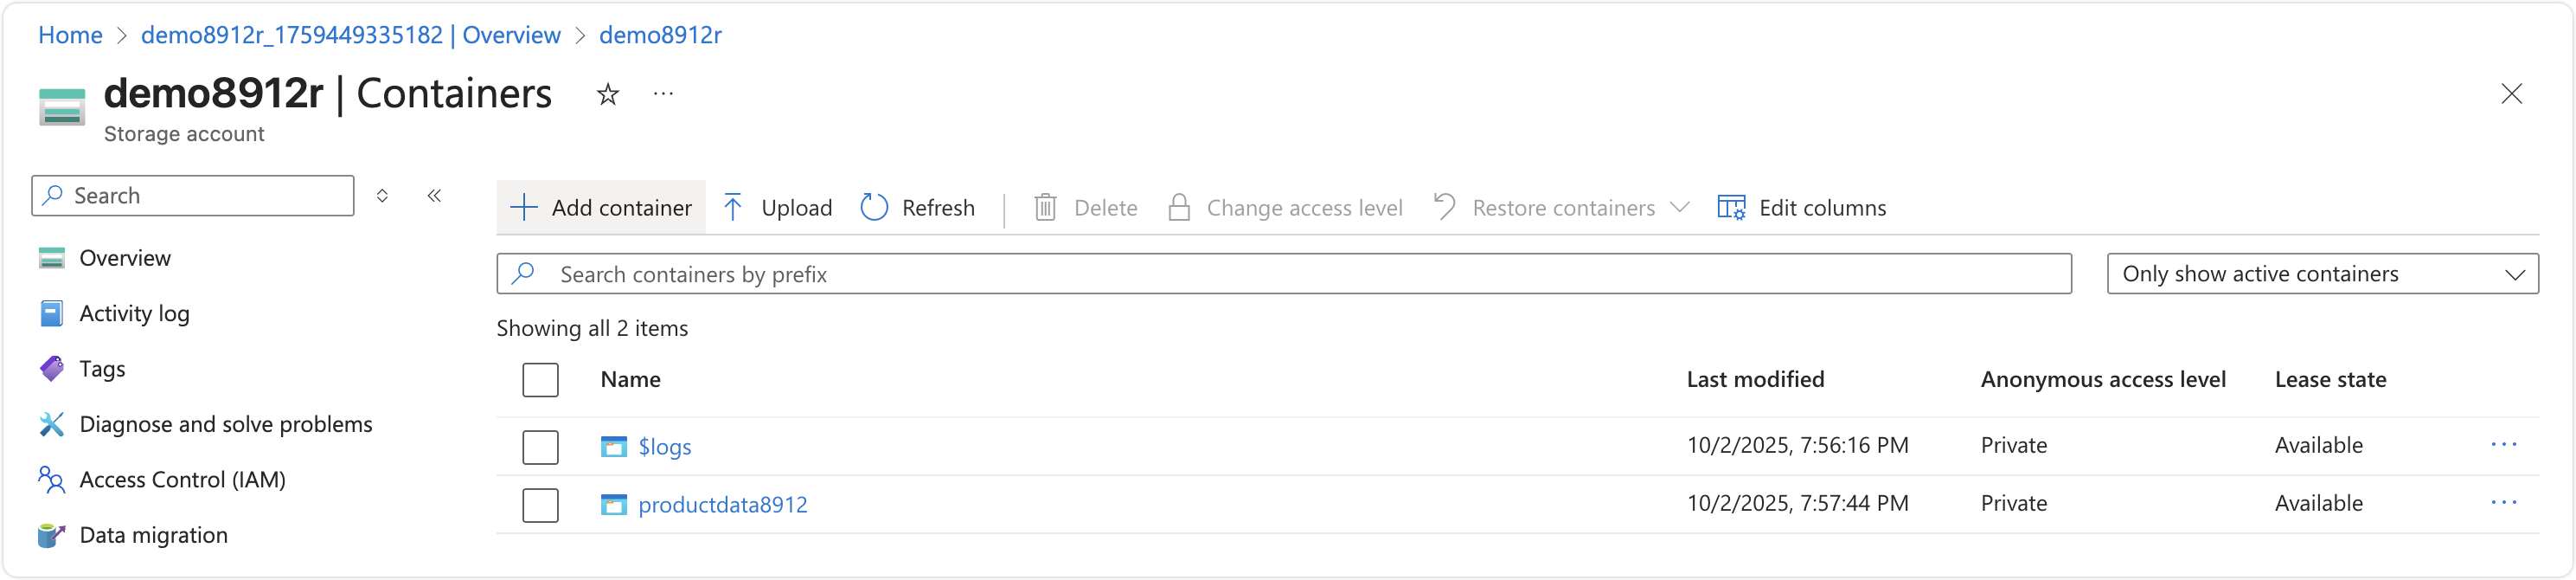 Home > demo8912r_1759449335182 | Overview > demo8912r
demo8912r | Containers
Storage account
Search
Add container Upload Refresh Delete Change access level Restore containers Edit columns
Overview
Search containers by prefix Only show active containers
Activity log
Showing all 2 items
Tags
Name Last modified Anonymous access level Lease state
Diagnose and solve problems
$logs 10/2/2025, 7:56:16 PM Private Available
Access Control (IAM)
productdata8912 10/2/2025, 7:57:44 PM Private Available
Data migration